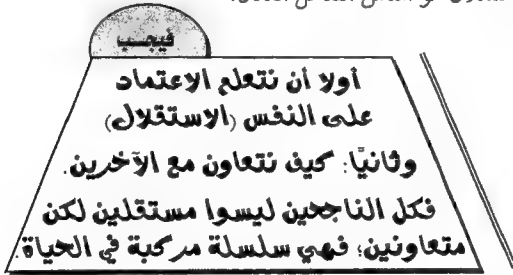 فيجب
أولا أن نتعلم الاعتماد
على النفس (الاستقلال)
وثانيًا: كيف نتعاون مع الآخرين.
فكل الناجحين ليسوا مستقلين لكن
متعاونين؛ فهي سلسلة مركبة في الحياة.